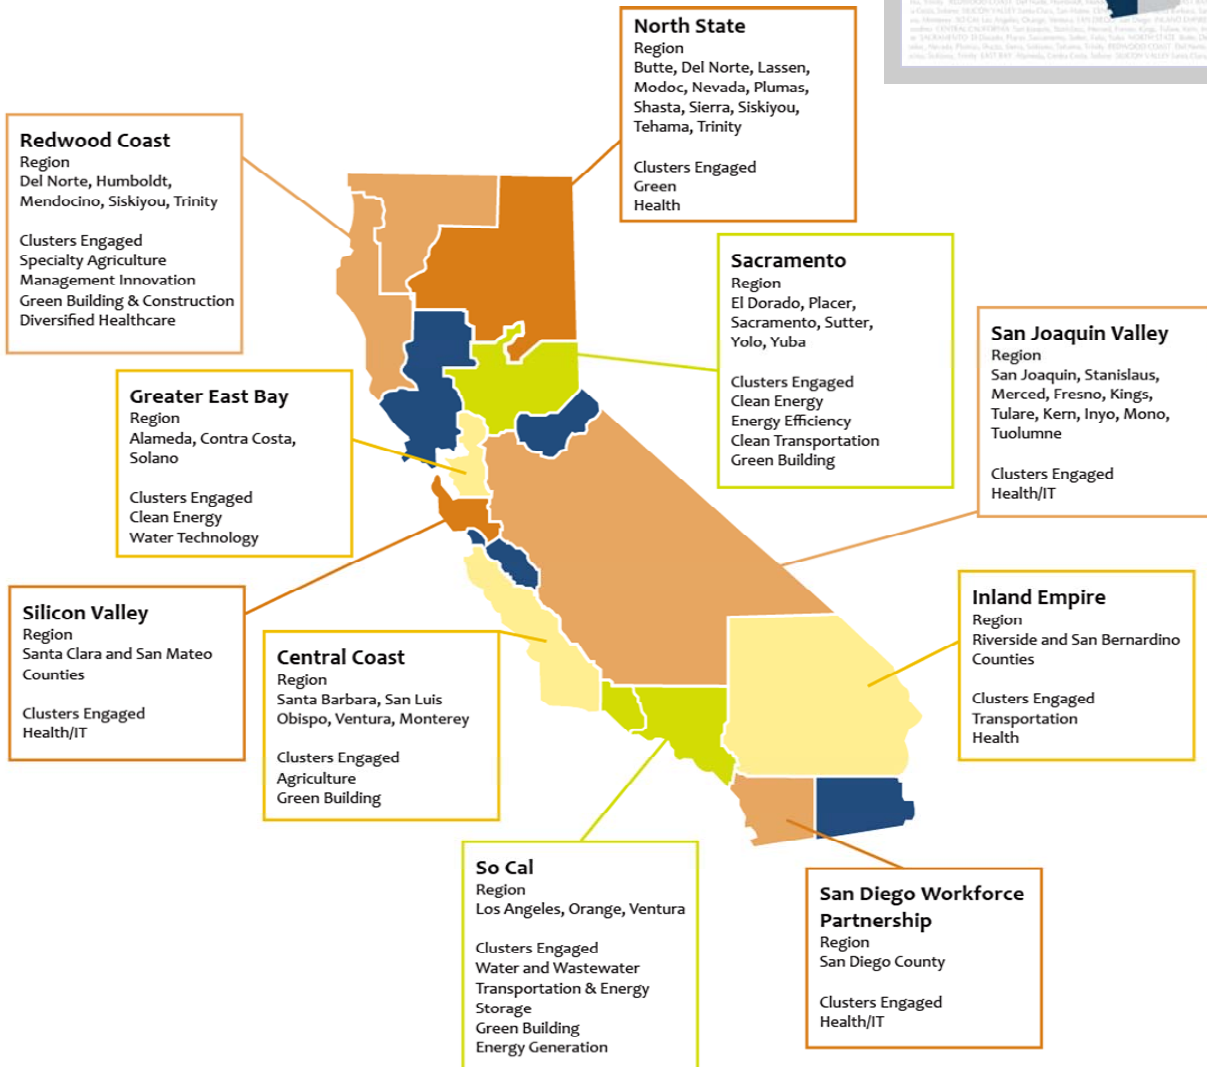 North State
Region
Butte, Del Norte, Lassen,
Modoc, Nevada, Plumas,
Shasta, Sierra, Siskiyou,
Tehama, Trinity
Clusters Engaged
Green
Health
Redwood Coast
Region
Del Norte, Humboldt,
Mendocino, Siskiyou, Trinity
Clusters Engaged
Specialty Agriculture
Management Innovation
Green Building & Construction
Diversified Healthcare
Sacramento
Region
El Dorado, Placer,
Sacramento, Sutter,
Yolo, Yuba
Clusters Engaged
Clean Energy
Energy Efficiency
Clean Transportation
Green Building
San Joaquin Valley
Region
San Joaquin, Stanislaus,
Merced, Fresno, Kings,
Tulare, Kern, Inyo, Mono,
Tuolumne
Clusters Engaged
Health/IT
Greater East Bay
Region
Alameda, Contra Costa,
Solano
Clusters Engaged
Clean Energy
Water Technology
Silicon Valley
Region
Santa Clara and San Mateo
Counties
Clusters Engaged
Health/IT
Central Coast
Region
Santa Barbara, San Luis
Obispo, Ventura, Monterey
Clusters Engaged
Agriculture
Green Building
Inland Empire
Region
Riverside and San Bernardino
Counties
Clusters Engaged
Transportation
Health
So Cal
Region
Los Angeles, Orange, Ventura
Clusters Engaged
Water and Wastewater
Transportation & Energy
Storage
Green Building
Energy Generation
San Diego Workforce
Partnership
Region
San Diego County
Clusters Engaged
Health/IT